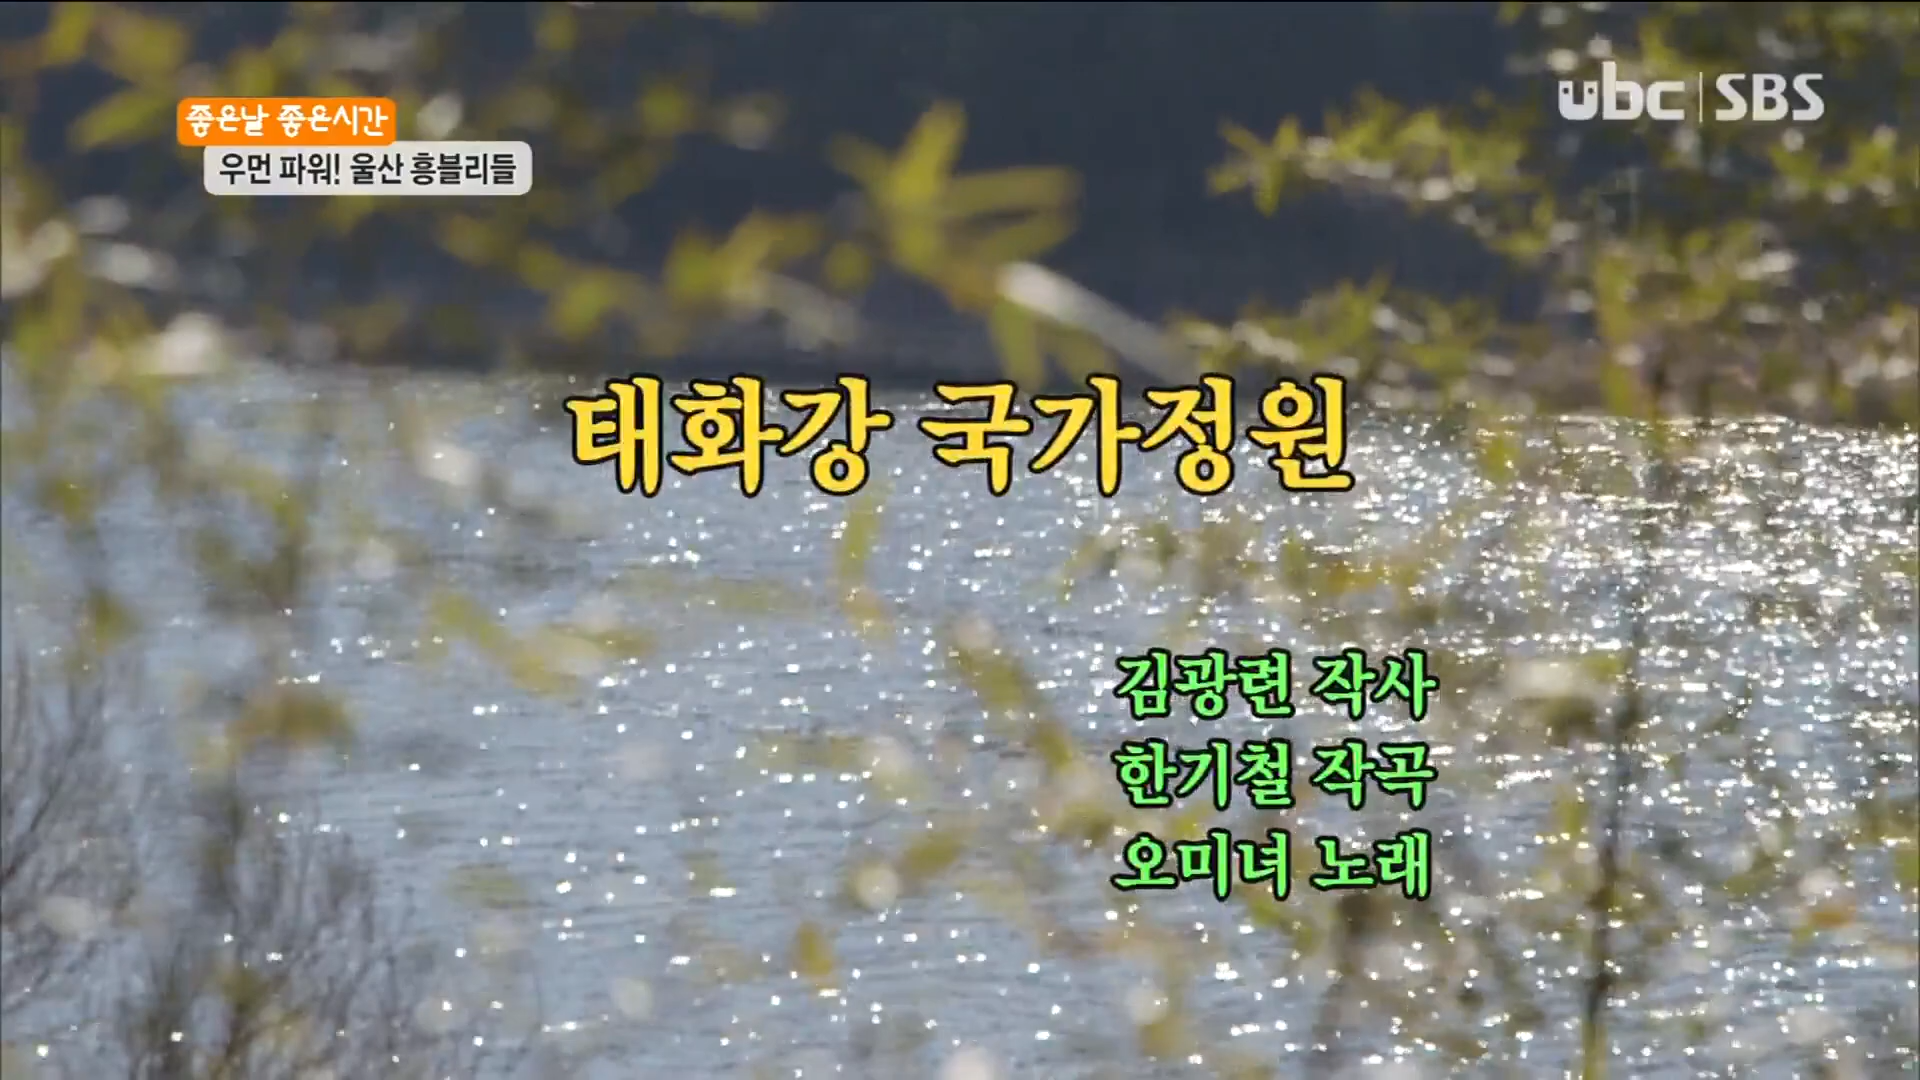 좋은날 좋은시간
우먼 파워! 울산 흥블리들
ubc SBS
태화강 국가정원
김광련 작사
한기철 작곡
오미녀 노래